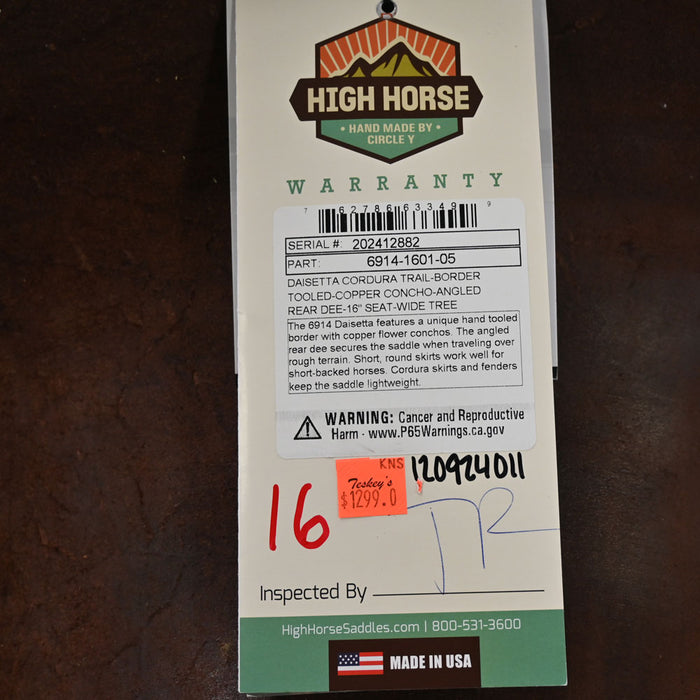 HIGH HORSE
• HAND MADE BY •
CIRCLE Y
WARRANTY
7 62786 63349 9
SERIAL #: 202412882
PART: 6914-1601-05
DAISETTA CORDURA TRAIL-BORDER
TOOLED-COPPER CONCHO-ANGLED
REAR DEE-16" SEAT-WIDE TREE
The 6914 Daisetta features a unique hand tooled
border with copper flower conchos. The angled
rear dee secures the saddle when traveling over
rough terrain. Short, round skirts work well for
short-backed horses. Cordura skirts and fenders
keep the saddle lightweight.
WARNING: Cancer and Reproductive
Harm - www.P65Warnings.ca.gov
KNS
Teskey's
$1299.0
120924011
16
Inspected By
HighHorseSaddles.com | 800-531-3600
MADE IN USA